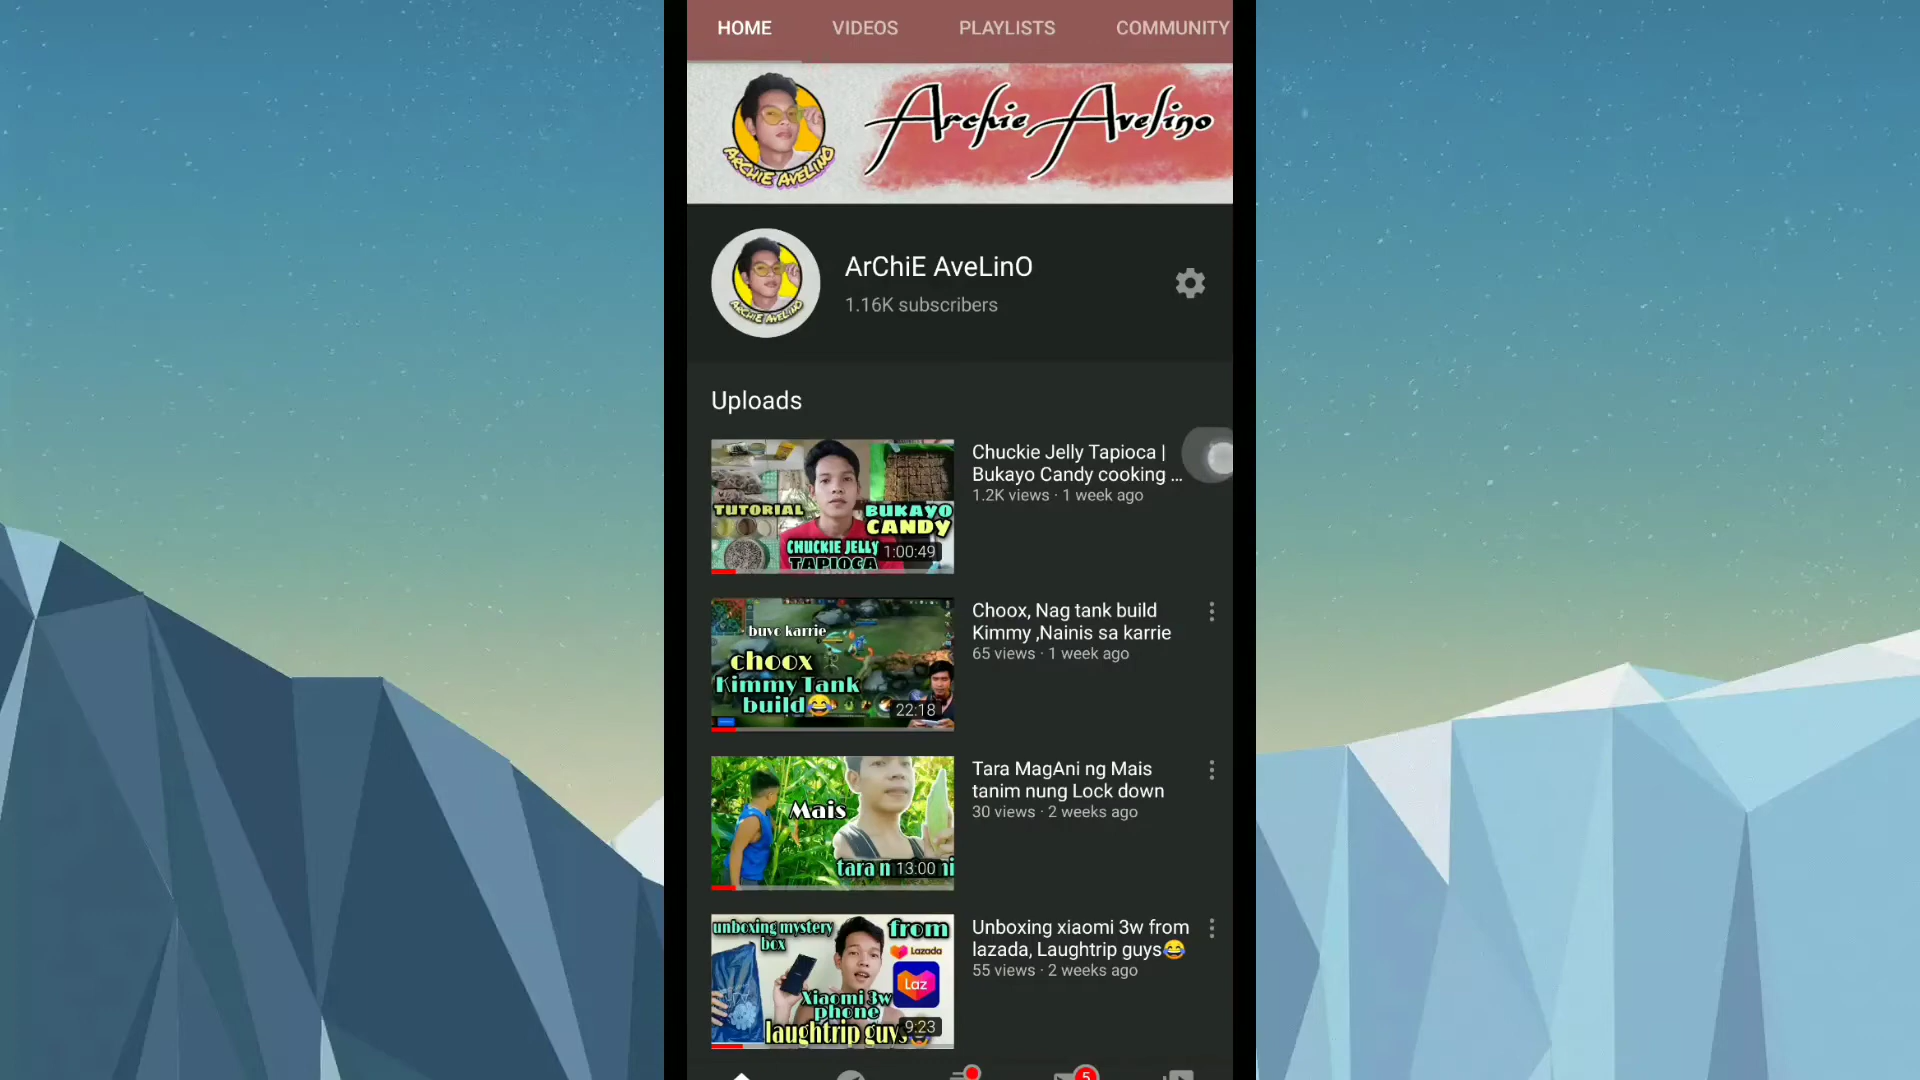 HOME VIDEOS PLAYLISTS COMMUNITY
ARCHIE AVELINO
Archie Avelino
ARCHIE AVELINO
ArChiE AveLinO
1.16K subscribers
Uploads
TUTORIAL
BUKAYO
CANDY
CHUCKIE JELLY
TAPIOCA
1:00:49
Chuckie Jelly Tapioca |
Bukayo Candy cooking ...
1.2K views · 1 week ago
buvo karrie
choox
Kimmy Tank
build😂
22:18
Choox, Nag tank build
Kimmy ,Nainis sa karrie
65 views · 1 week ago
Mais
tara
13:00
Tara MagAni ng Mais
tanim nung Lock down
30 views · 2 weeks ago
unboxing mystery
box
from
Lazada
Laz
Xiaomi 3w
phone
laughtrip guys
9:23
Unboxing xiaomi 3w from
lazada, Laughtrip guys😂
55 views · 2 weeks ago
5